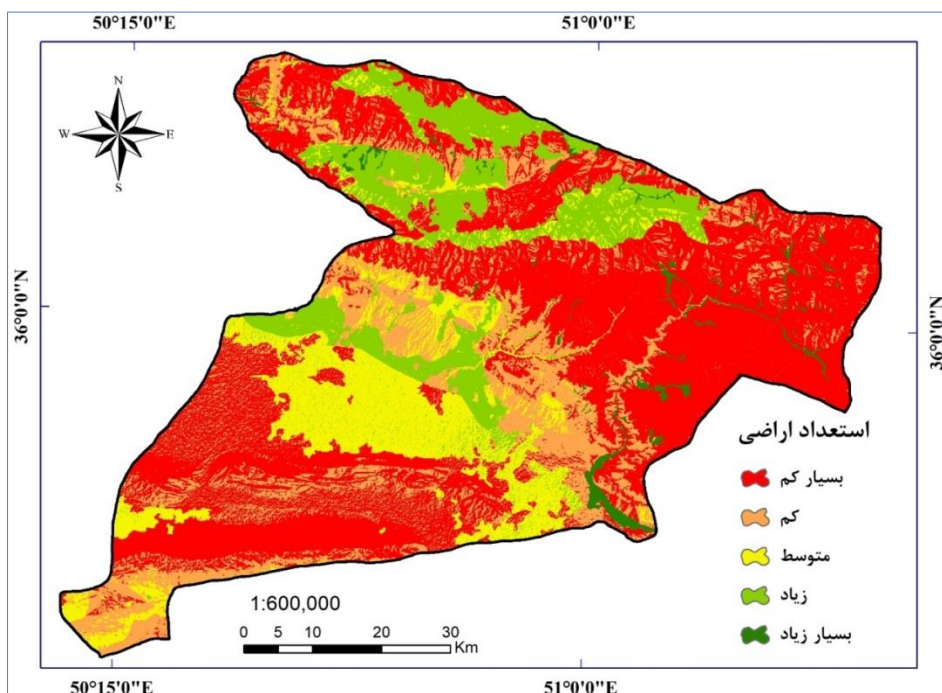 50°15'0"E 51°0'0"E
N
W E
S
36°0'0"N 36°0'0"N
استعداد اراضی
بسیار کم
کم
متوسط
زیاد
بسیار زیاد
1:600,000
0 5 10 20 30
Km
50°15'0"E 51°0'0"E